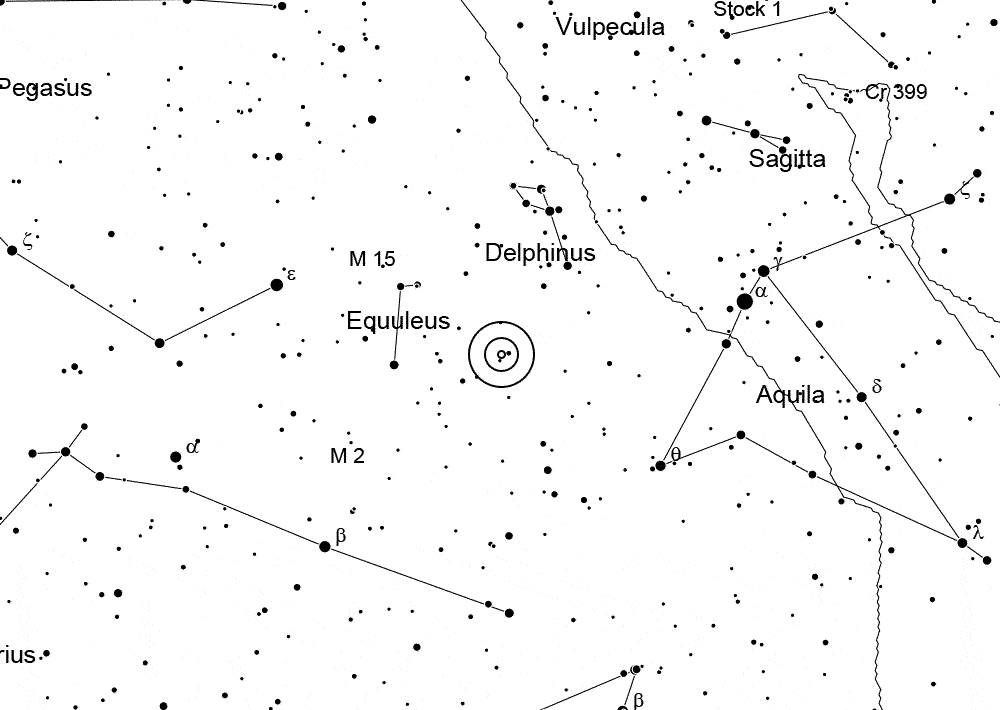 Stock 1
Vulpecula
Pegasus
Cr 399
Sagitta
ζ
ζ
Delphinus
M 15
γ
ε
α
Equuleus
δ
Aquila
α
M 2
θ
β
λ
rius
β